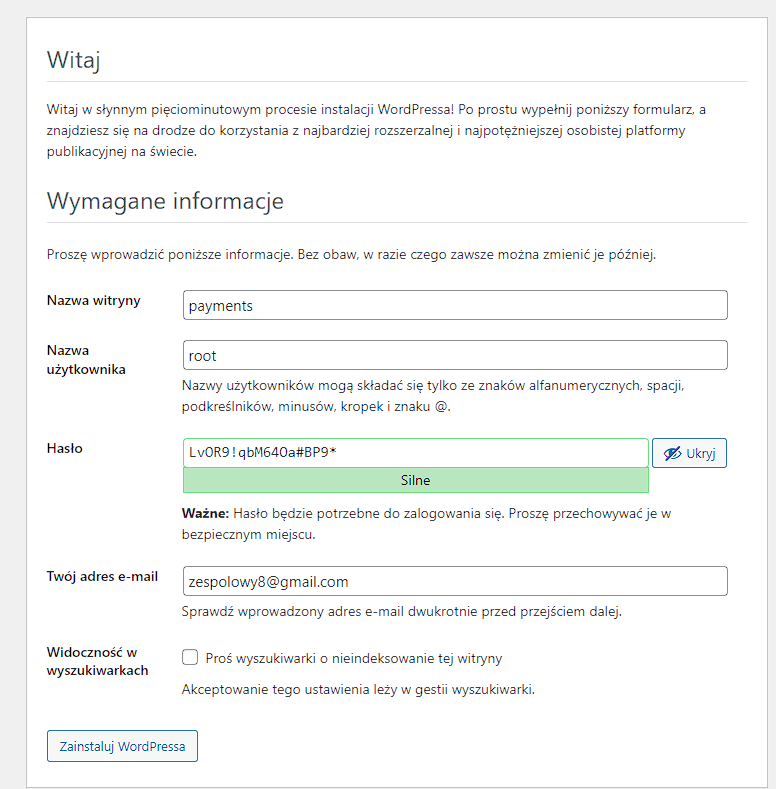 Witaj
Witaj w słynnym pięciominutowym procesie instalacji WordPressa! Po prostu wypełnij poniższy formularz, a
znajdziesz się na drodze do korzystania z najbardziej rozszerzalnej i najpotężniejszej osobistej platformy
publikacyjnej na świecie.
Wymagane informacje
Proszę wprowadzić poniższe informacje. Bez obaw, w razie czego zawsze można zmienić je później.
Nazwa witryny
payments
Nazwa
użytkownika
root
Nazwy użytkowników mogą składać się tylko ze znaków alfanumerycznych, spacji,
podkreślników, minusów, kropek i znaku @.
Hasło
LvOR9!qbM64Oa#BP9*
Ukryj
Silne
Ważne: Hasło będzie potrzebne do zalogowania się. Proszę przechowywać je w
bezpiecznym miejscu.
Twój adres e-mail
zespolowy8@gmail.com
Sprawdź wprowadzony adres e-mail dwukrotnie przed przejściem dalej.
Widoczność w
wyszukiwarkach
Proś wyszukiwarki o nieindeksowanie tej witryny
Akceptowanie tego ustawienia leży w gestii wyszukiwarki.
Zainstaluj WordPressa